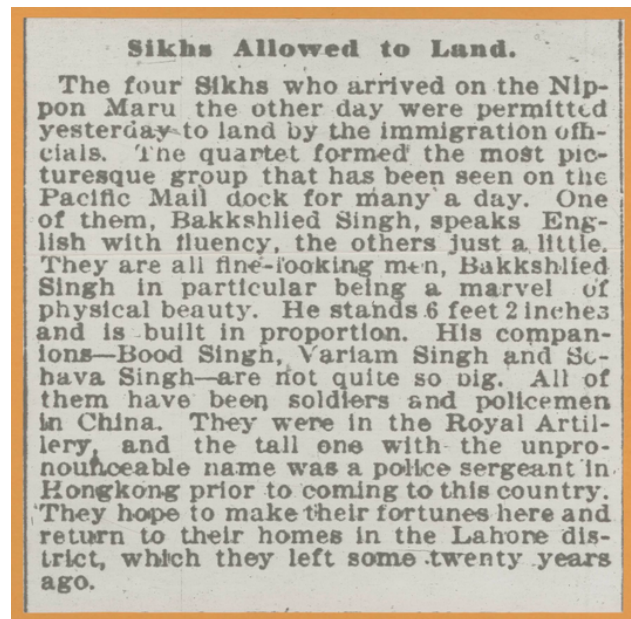 Sikhs Allowed to Land.
The four Sikhs who arrived on the Nip-
pon Maru the other day were permitted
yesterday to land by the immigration offi-
cials. The quartet formed the most pic-
turesque group that has been seen on the
Pacific Mail dock for many a day. One
of them, Bakkshlied Singh, speaks Eng-
lish with fluency, the others just a little.
They are all fine-looking men, Bakkshlied
Singh in particular being a marvel of
physical beauty. He stands 6 feet 2 inches
and is built in proportion. His compan-
ions—Bood Singh, Variam Singh and So-
hava Singh—are not quite so big. All of
them have been soldiers and policemen
in China. They were in the Royal Artil-
lery, and the tall one with the unpro-
nounceable name was a police sergeant in
Hongkong prior to coming to this country.
They hope to make their fortunes here and
return to their homes in the Lahore dis-
trict, which they left some twenty years
ago.